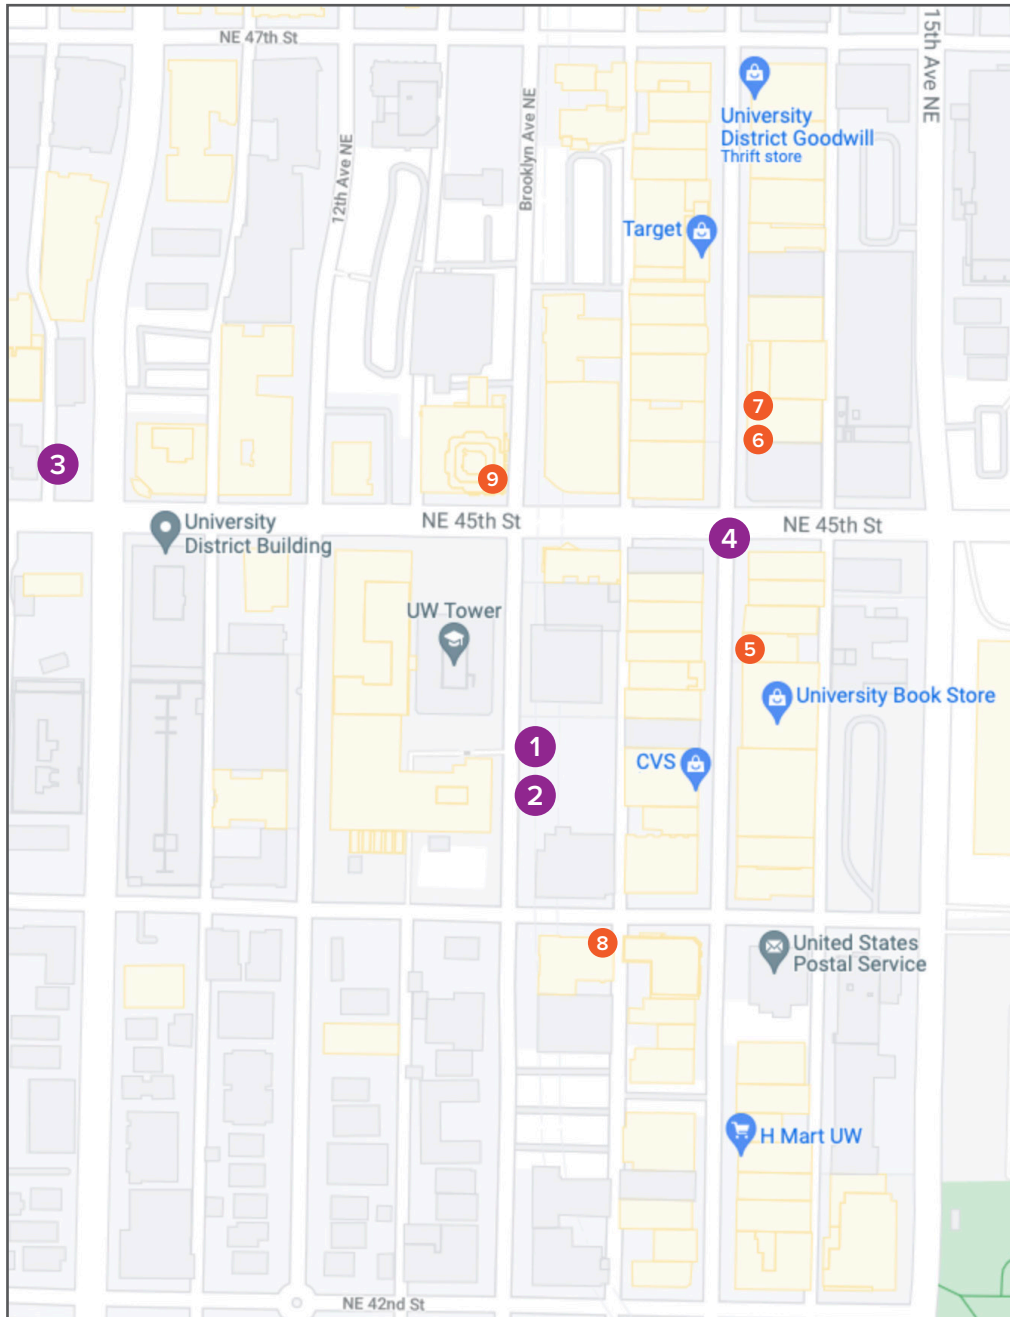 NE 47th St
15th Ave NE
University
District Goodwill
Thrift store
Brooklyn Ave NE
12th Ave NE
Target
7
6
3
9
NE 45th St
NE 45th St
University
District Building
4
UW Tower
5
University Book Store
1
CVS
2
8
United States
Postal Service
H Mart UW
NE 42nd St